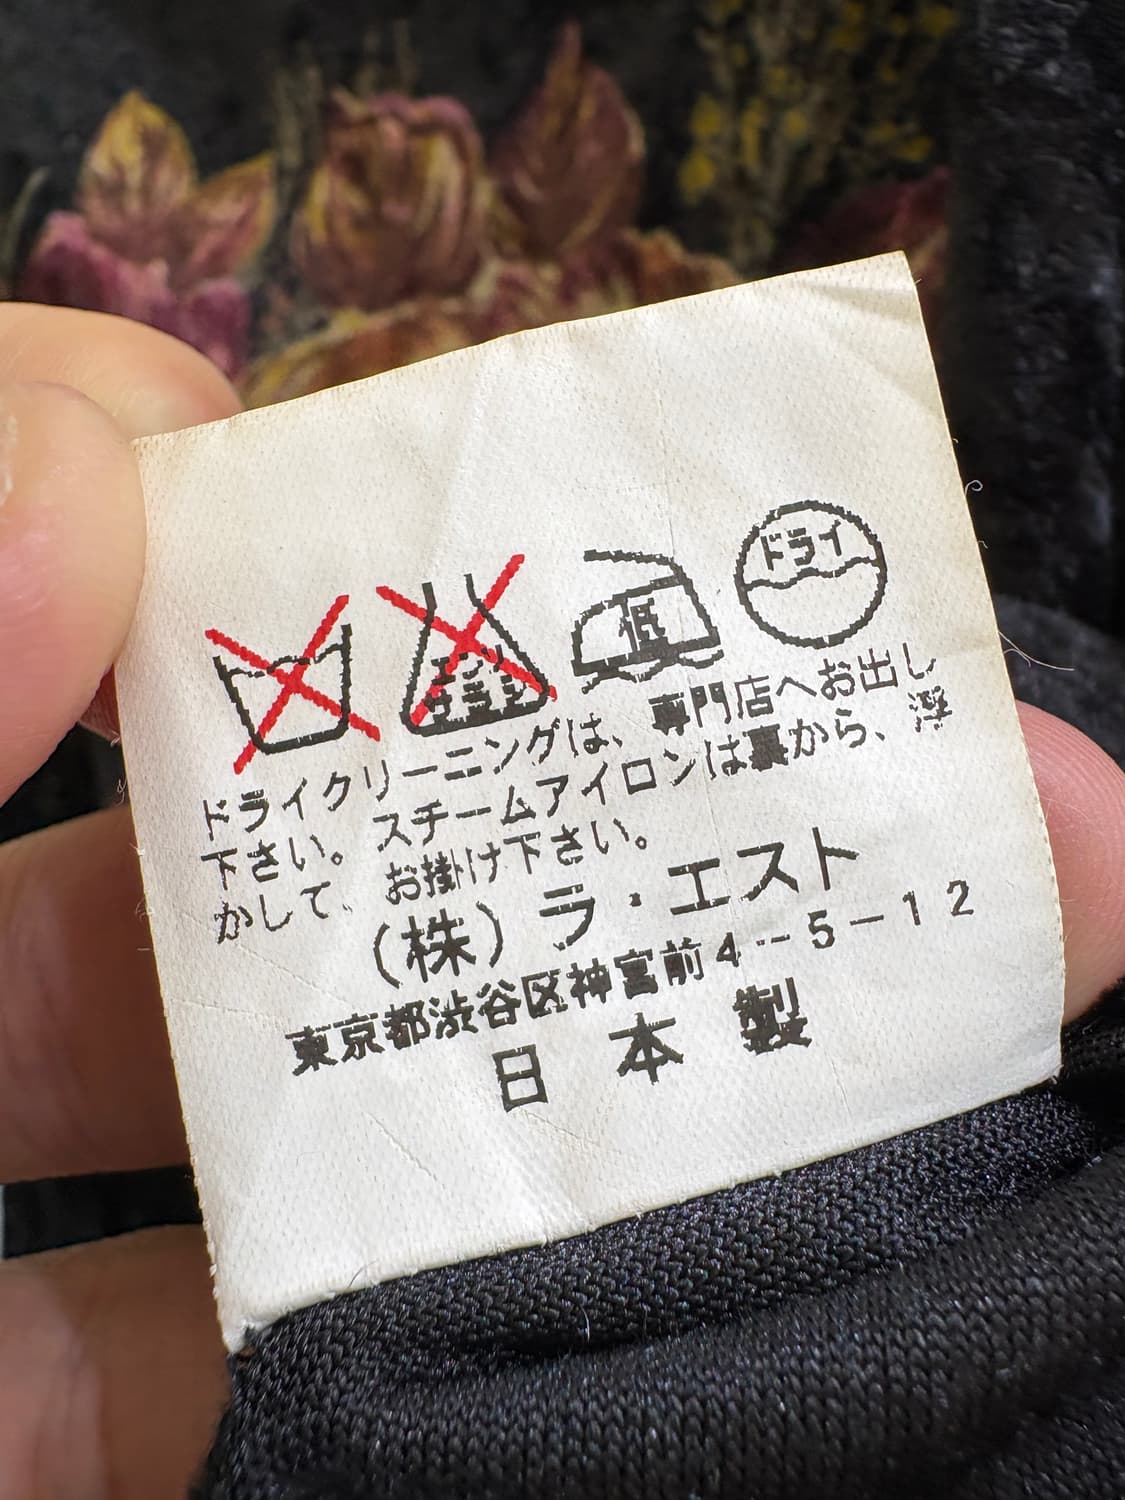 エンソ
低
ドライ
ドライクリーニングは、専門店へお出し
下さい。 スチームアイロンは裏から、浮
かして、お掛け下さい。
(株) ラ・エスト
東京都渋谷区神宮前4-5-12
日本製